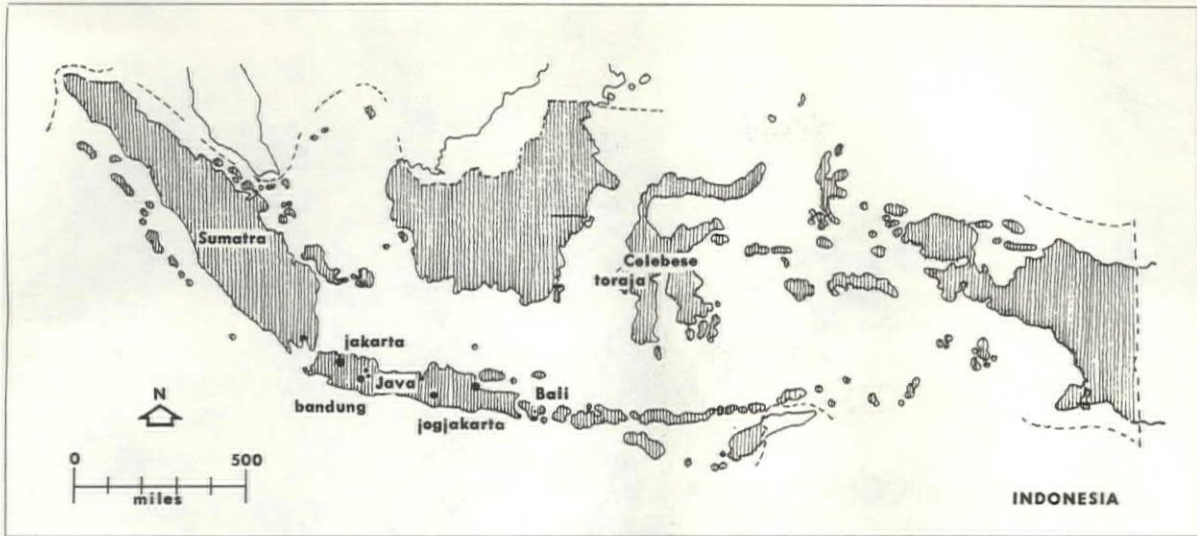 Sumatra
Celebese
toraja
jakarta
Java
Bali
bandung
jogjakarta
N
0 500
miles
INDONESIA